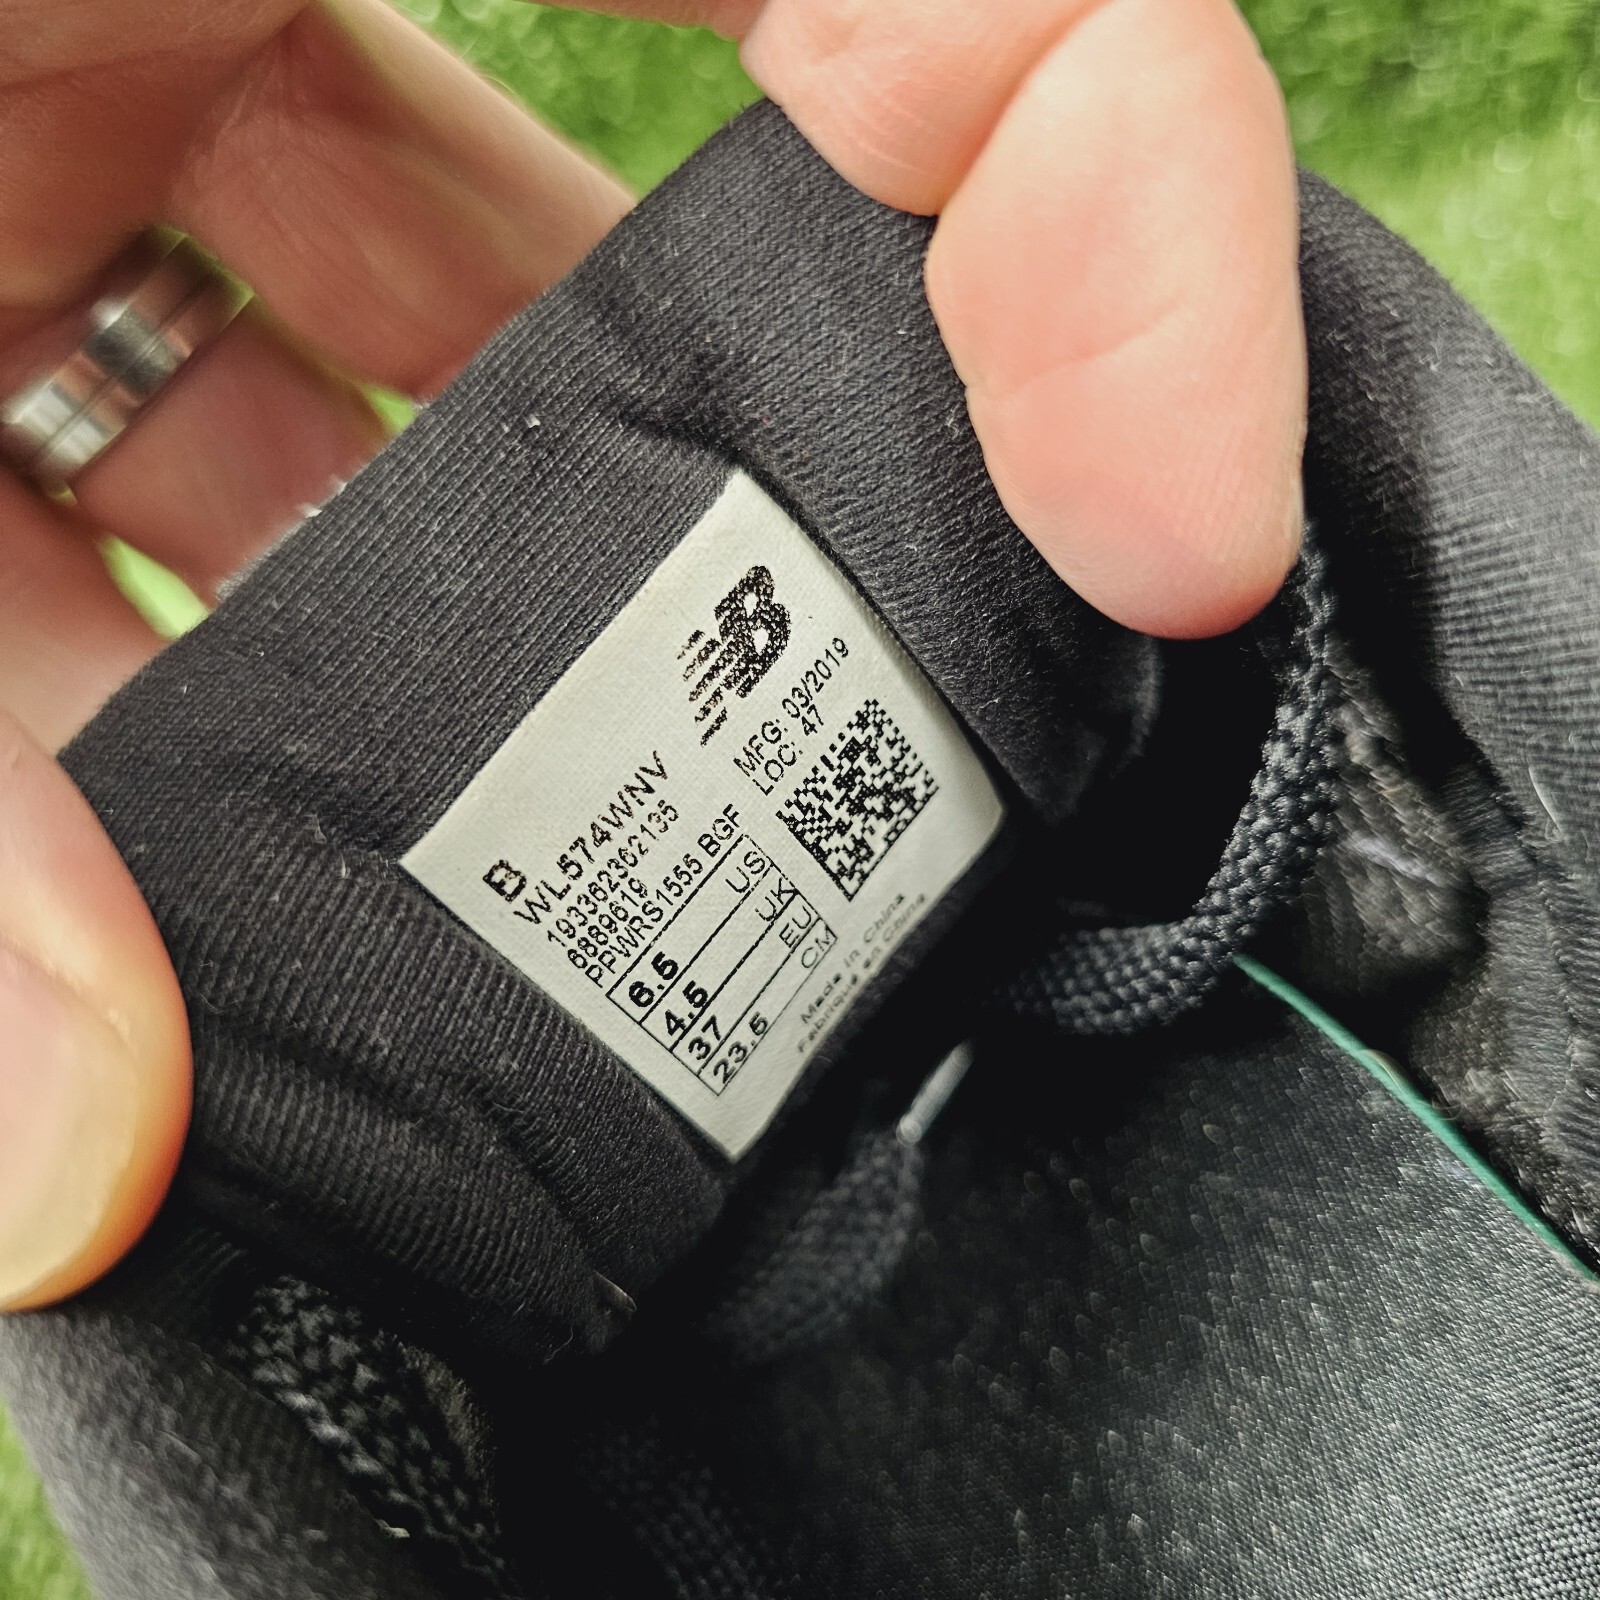 NB
MFG: 03/2019
LOC: 47
B
WL574WNV
193362362135
6889619
PPWRS1555 BGF
6.5 US
4.5 UK
37 EU
23.5 CM
Made in China
Fabriqué en Chine